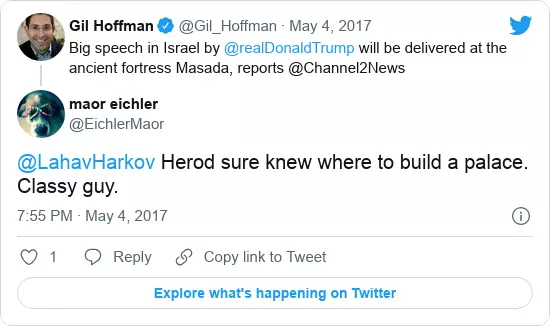 Gil Hoffman @Gil_Hoffman · May 4, 2017
Big speech in Israel by @realDonaldTrump will be delivered at the
ancient fortress Masada, reports @Channel2News
maor eichler
@EichlerMaor
@LahavHarkov Herod sure knew where to build a palace.
Classy guy.
7:55 PM · May 4, 2017
1 Reply Copy link to Tweet
Explore what's happening on Twitter